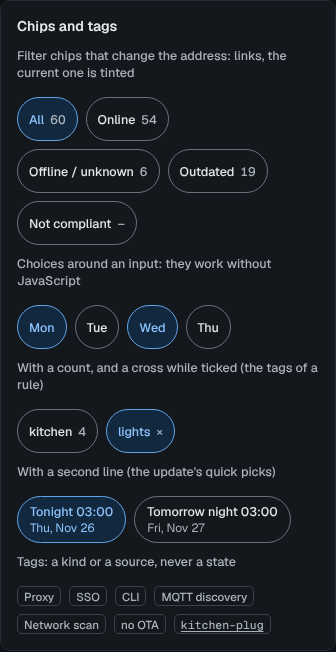 Chips and tags
Filter chips that change the address: links, the
current one is tinted
All 60 Online 54
Offline / unknown 6 Outdated 19
Not compliant –
Choices around an input: they work without
JavaScript
Mon Tue Wed Thu
With a count, and a cross while ticked (the tags of a
rule)
kitchen 4 lights ×
With a second line (the update's quick picks)
Tonight 03:00 Tomorrow night 03:00
Thu, Nov 26 Fri, Nov 27
Tags: a kind or a source, never a state
Proxy SSO CLI MQTT discovery
Network scan no OTA kitchen-plug